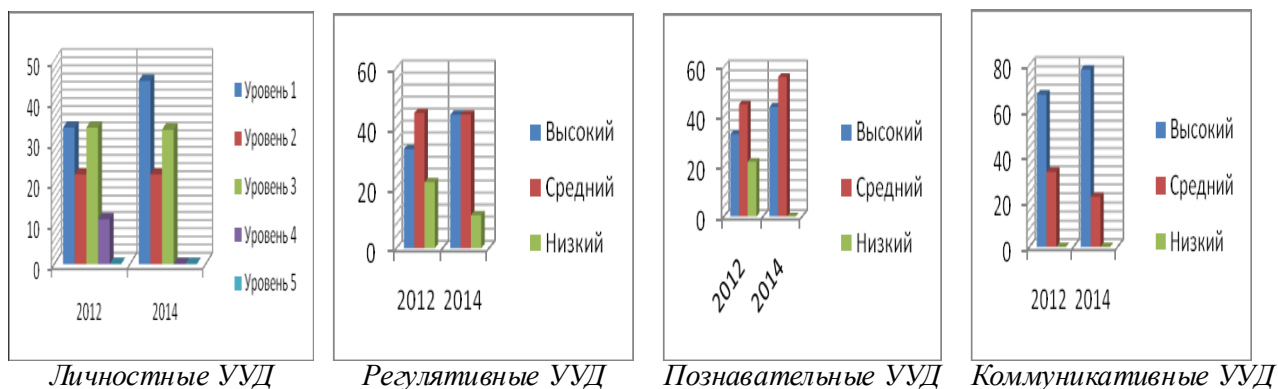 50
40
30
20
10
0
2012 2014
Уровень 1
Уровень 2
Уровень 3
Уровень 4
Уровень 5
Личностные УУД
60
40
20
0
2012 2014
Высокий
Средний
Низкий
Регулятивные УУД
60
40
20
0
2012 2014
Высокий
Средний
Низкий
Познавательные УУД
80
60
40
20
0
2012 2014
Высокий
Средний
Низкий
Коммуникативные УУД